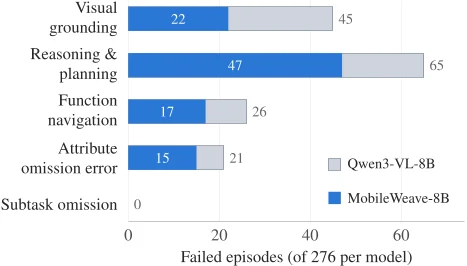 Visual
grounding
22
45
Reasoning &
planning
47
65
Function
navigation
17
26
Attribute
omission error
15
21
Qwen3-VL-8B
MobileWeave-8B
Subtask omission
0
0
20
40
60
Failed episodes (of 276 per model)